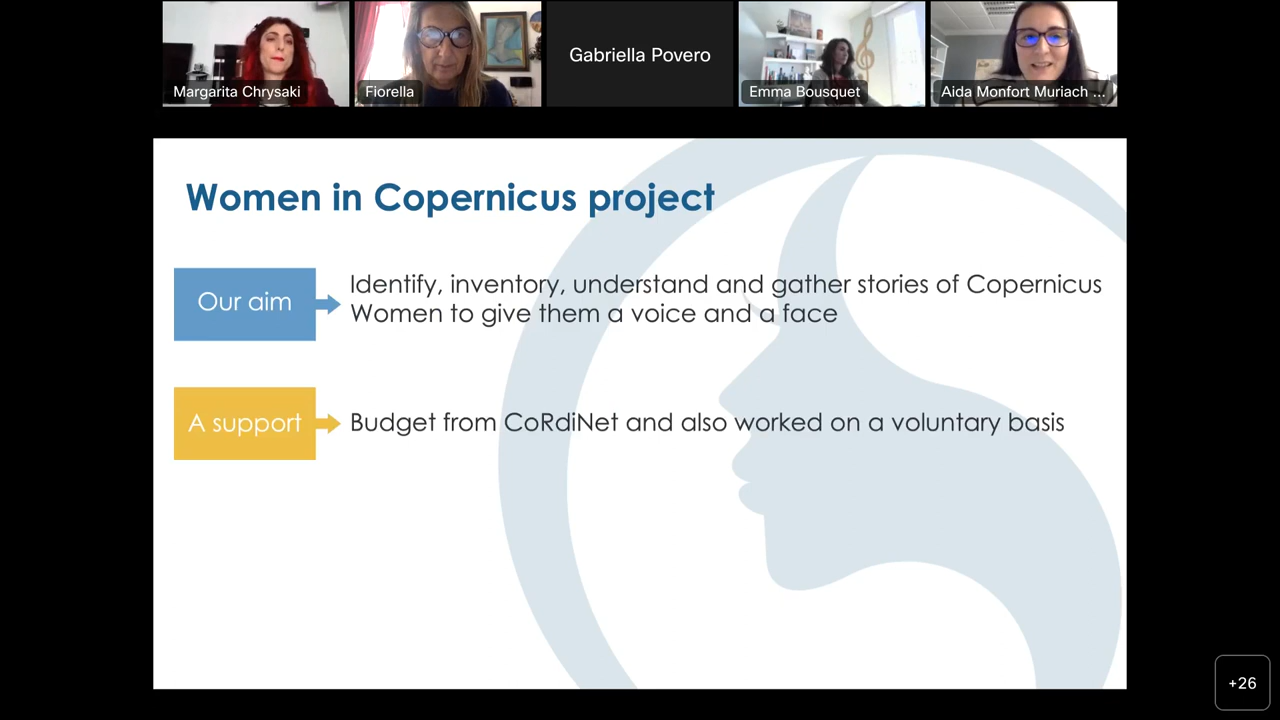 Margarita Chrysaki
Fiorella
Gabriella Povero
Emma Bousquet
Aida Monfort Muriach ...
Women in Copernicus project
Our aim
Identify, inventory, understand and gather stories of Copernicus
Women to give them a voice and a face
A support
Budget from CoRdiNet and also worked on a voluntary basis
+26